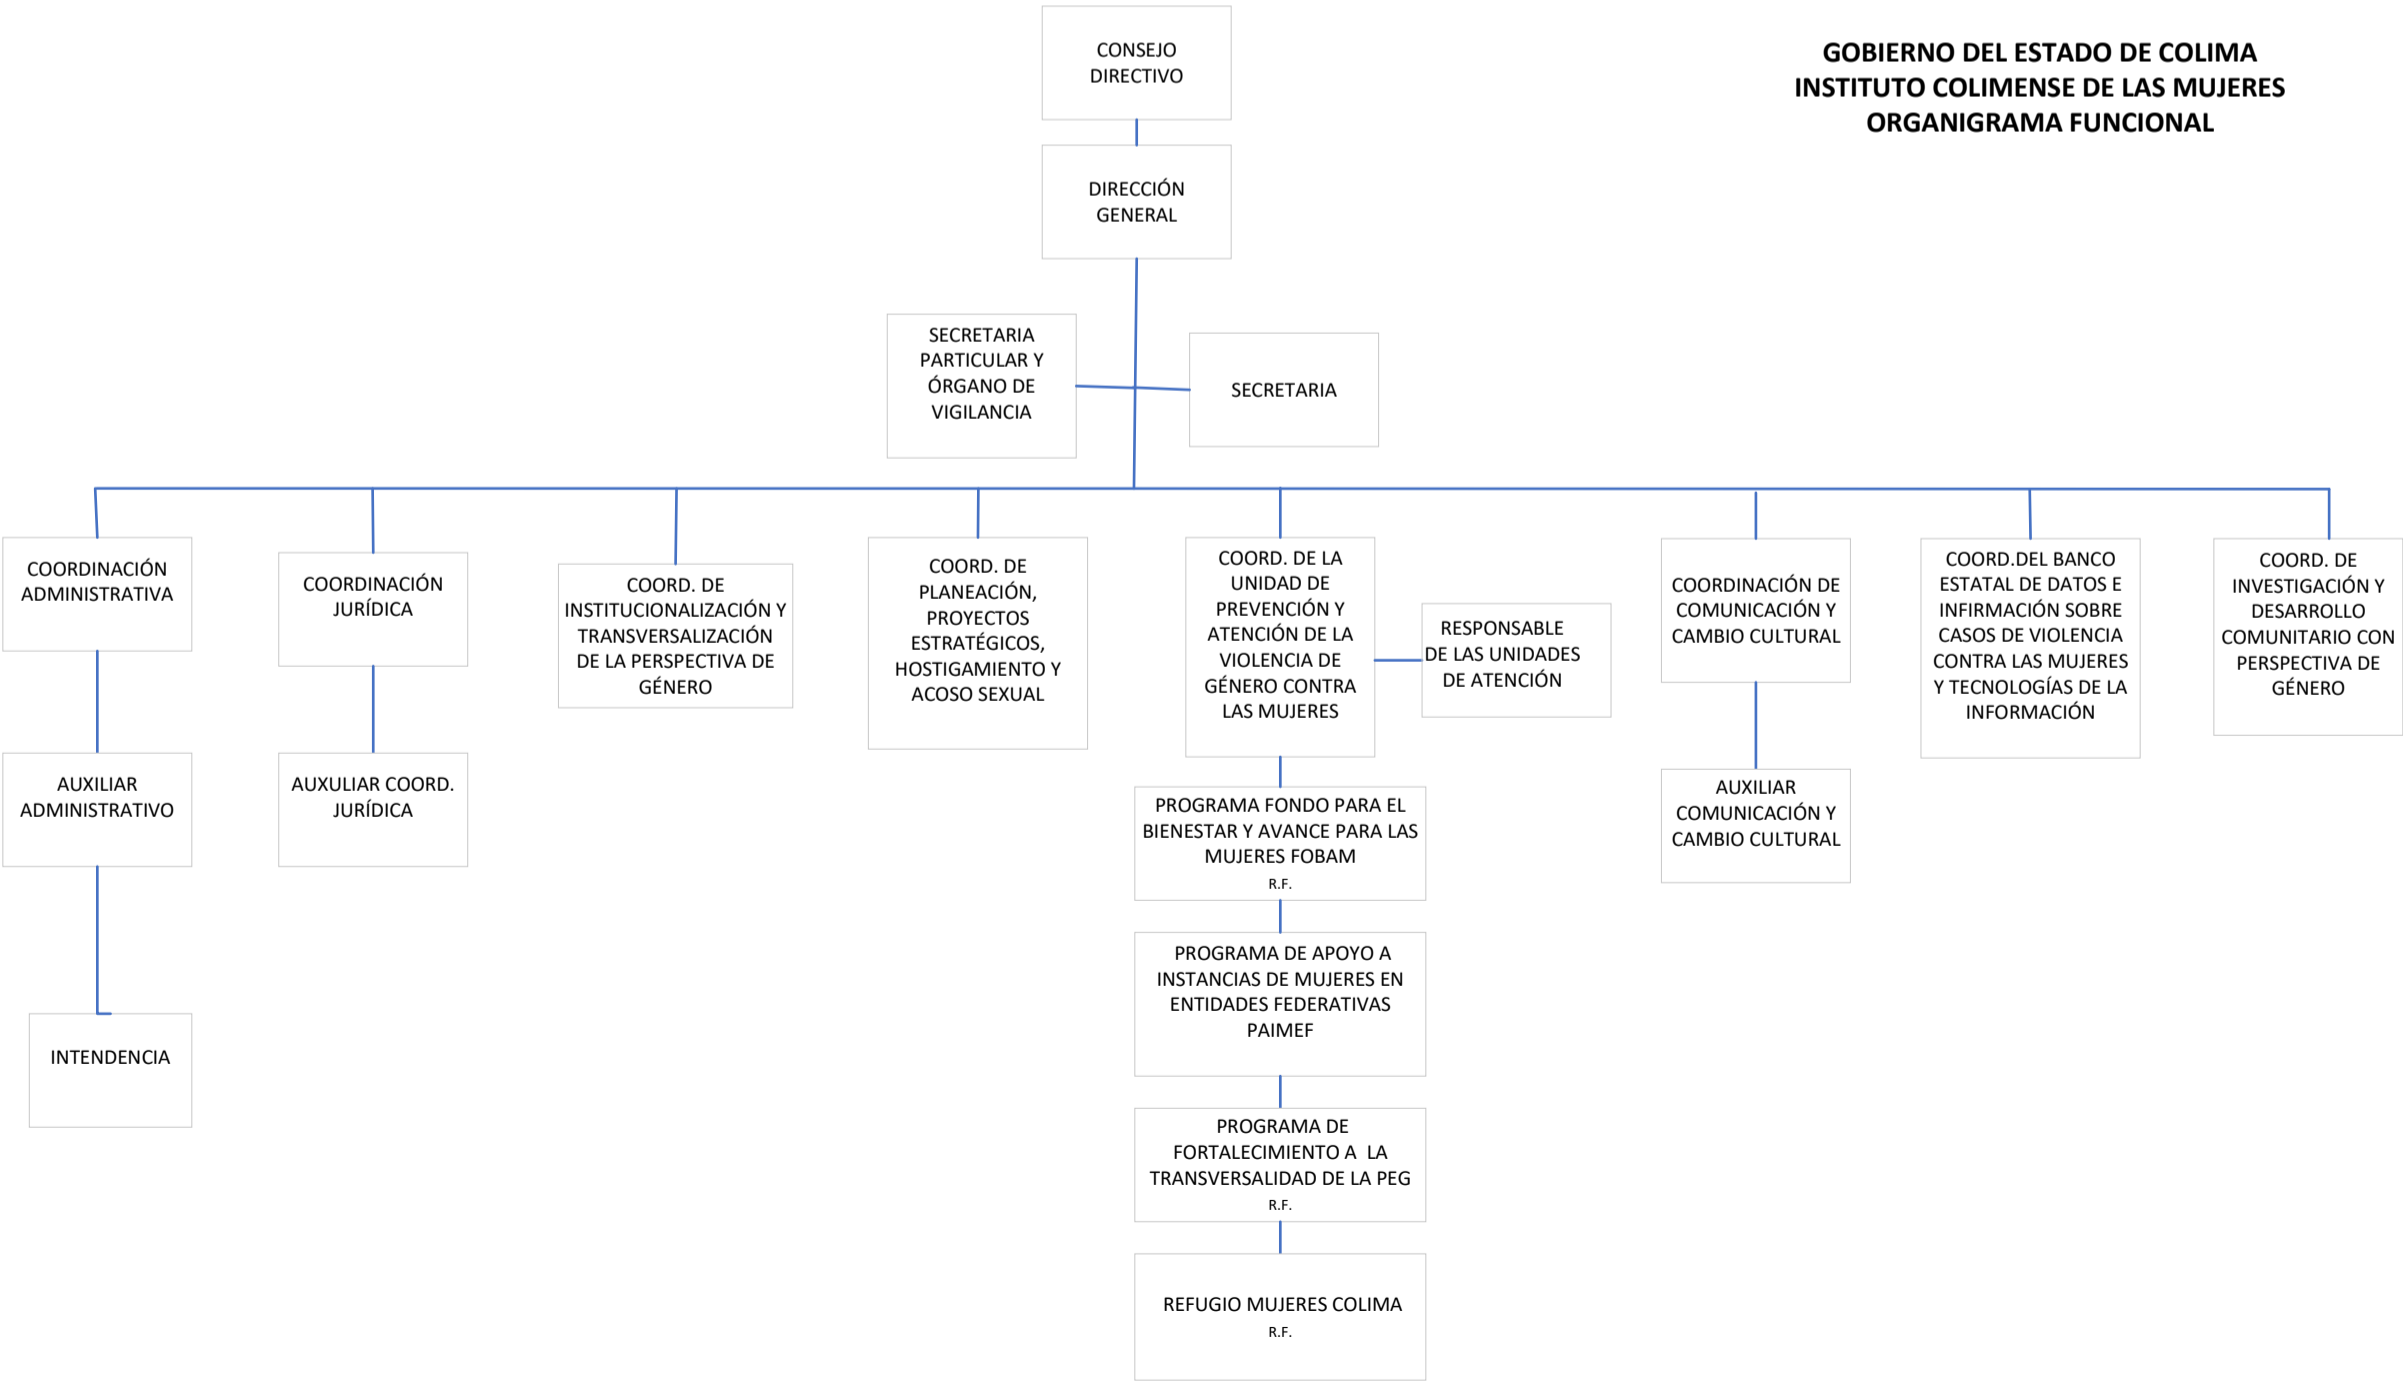 GOBIERNO DEL ESTADO DE COLIMA
INSTITUTO COLIMENSE DE LAS MUJERES
ORGANIGRAMA FUNCIONAL
CONSEJO
DIRECTIVO
DIRECCIÓN
GENERAL
SECRETARIA
PARTICULAR Y
ÓRGANO DE
VIGILANCIA
SECRETARIA
COORDINACIÓN
ADMINISTRATIVA
COORDINACIÓN
JURÍDICA
COORD. DE
INSTITUCIONALIZACIÓN Y
TRANSVERSALIZACIÓN
DE LA PERSPECTIVA DE
GÉNERO
COORD. DE
PLANEACIÓN,
PROYECTOS
ESTRATÉGICOS,
HOSTIGAMIENTO Y
ACOSO SEXUAL
COORD. DE LA
UNIDAD DE
PREVENCIÓN Y
ATENCIÓN DE LA
VIOLENCIA DE
GÉNERO CONTRA
LAS MUJERES
RESPONSABLE
DE LAS UNIDADES
DE ATENCIÓN
COORDINACIÓN DE
COMUNICACIÓN Y
CAMBIO CULTURAL
COORD.DEL BANCO
ESTATAL DE DATOS E
INFIRMACIÓN SOBRE
CASOS DE VIOLENCIA
CONTRA LAS MUJERES
Y TECNOLOGÍAS DE LA
INFORMACIÓN
COORD. DE
INVESTIGACIÓN Y
DESARROLLO
COMUNITARIO CON
PERSPECTIVA DE
GÉNERO
AUXILIAR
ADMINISTRATIVO
AUXULIAR COORD.
JURÍDICA
PROGRAMA FONDO PARA EL
BIENESTAR Y AVANCE PARA LAS
MUJERES FOBAM
R.F.
AUXILIAR
COMUNICACIÓN Y
CAMBIO CULTURAL
PROGRAMA DE APOYO A
INSTANCIAS DE MUJERES EN
ENTIDADES FEDERATIVAS
PAIMEF
INTENDENCIA
PROGRAMA DE
FORTALECIMIENTO A  LA
TRANSVERSALIDAD DE LA PEG
R.F.
REFUGIO MUJERES COLIMA
R.F.